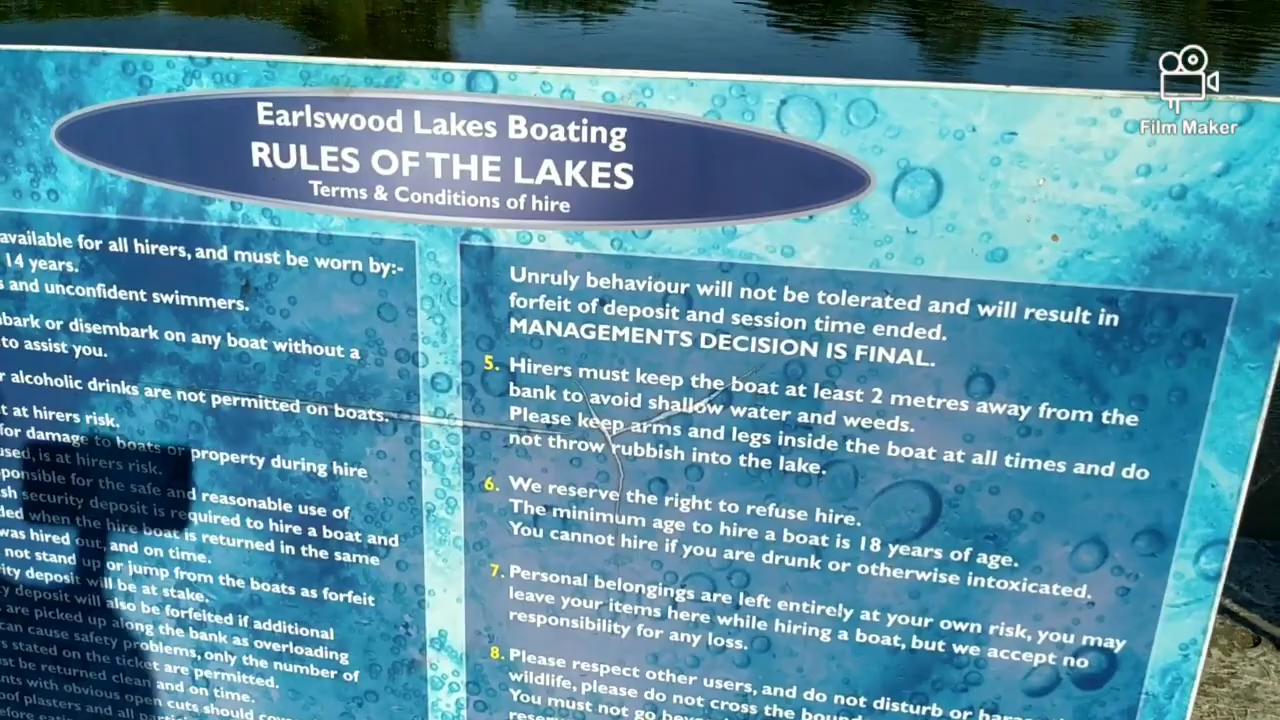 Film Maker
Earlswood Lakes Boating
RULES OF THE LAKES
Terms & Conditions of hire
available for all hirers, and must be worn by:-
14 years.
and unconfident swimmers.
or disembark on any boat without a
to assist you.
alcoholic drinks are not permitted on boats.
at hirers risk.
for damage to boats or property during hire
used, is at hirers risk.
for the safe and reasonable use of
security deposit is required to hire a boat and
when the hire boat is returned in the same
was hired out, and on time.
not stand up or jump from the boats as forfeit
deposit will be at stake.
deposit will also be forfeited if additional
are picked up along the bank as overloading
can cause safety problems, only the number of
stated on the ticket are permitted.
be returned clean and on time.
with obvious open cuts should
plasters and all
Unruly behaviour will not be tolerated and will result in
forfeit of deposit and session time ended.
MANAGEMENTS DECISION IS FINAL.
5. Hirers must keep the boat at least 2 metres away from the
bank to avoid shallow water and weeds.
Please keep arms and legs inside the boat at all times and do
not throw rubbish into the lake.
6. We reserve the right to refuse hire.
The minimum age to hire a boat is 18 years of age.
You cannot hire if you are drunk or otherwise intoxicated.
7. Personal belongings are left entirely at your own risk, you may
leave your items here while hiring a boat, but we accept no
responsibility for any loss.
8. Please respect other users, and do not disturb or
wildlife, please do not cross the
You must not go